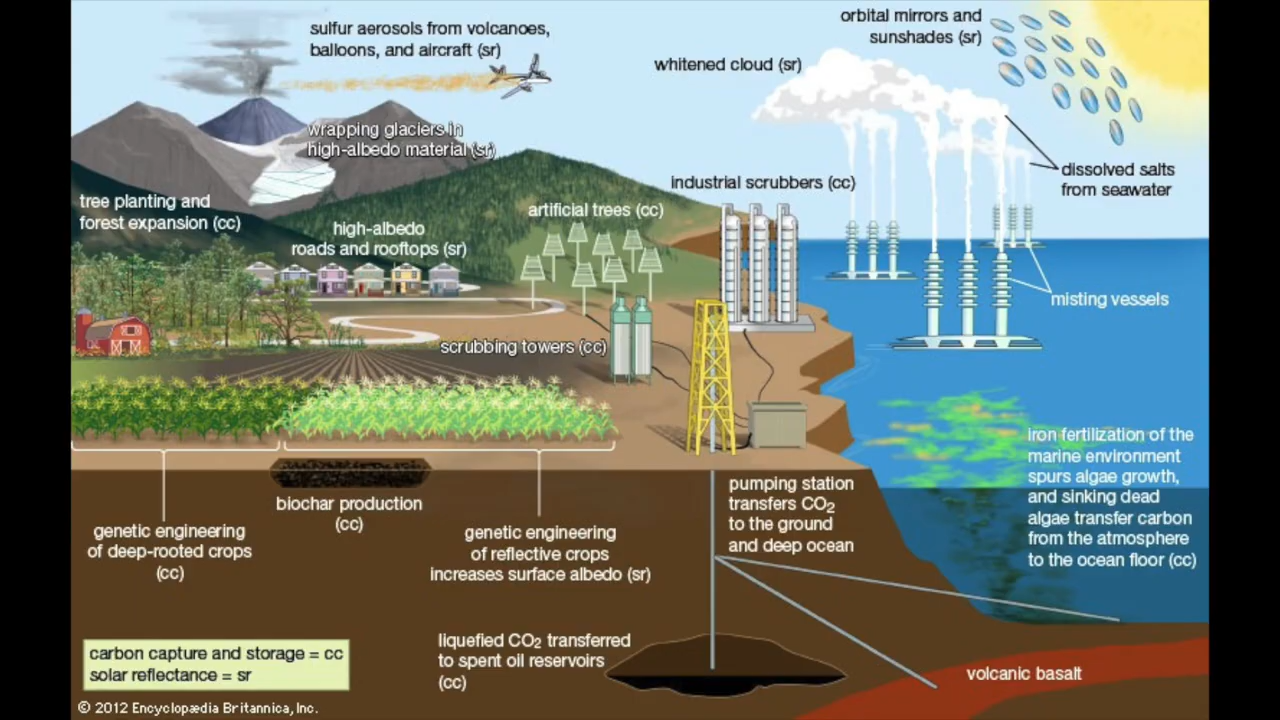 sulfur aerosols from volcanoes,
balloons, and aircraft (sr)
orbital mirrors and
sunshades (sr)
whitened cloud (sr)
wrapping glaciers in
high-albedo material (sr)
dissolved salts
from seawater
industrial scrubbers (cc)
tree planting and
forest expansion (cc)
artificial trees (cc)
high-albedo
roads and rooftops (sr)
misting vessels
scrubbing towers (cc)
iron fertilization of the
marine environment
spurs algae growth,
and sinking dead
algae transfer carbon
from the atmosphere
to the ocean floor (cc)
pumping station
transfers CO₂
to the ground
and deep ocean
biochar production
(cc)
genetic engineering
of deep-rooted crops
(cc)
genetic engineering
of reflective crops
increases surface albedo (sr)
liquefied CO₂ transferred
to spent oil reservoirs
(cc)
volcanic basalt
carbon capture and storage = cc
solar reflectance = sr
© 2012 Encyclopædia Britannica, Inc.